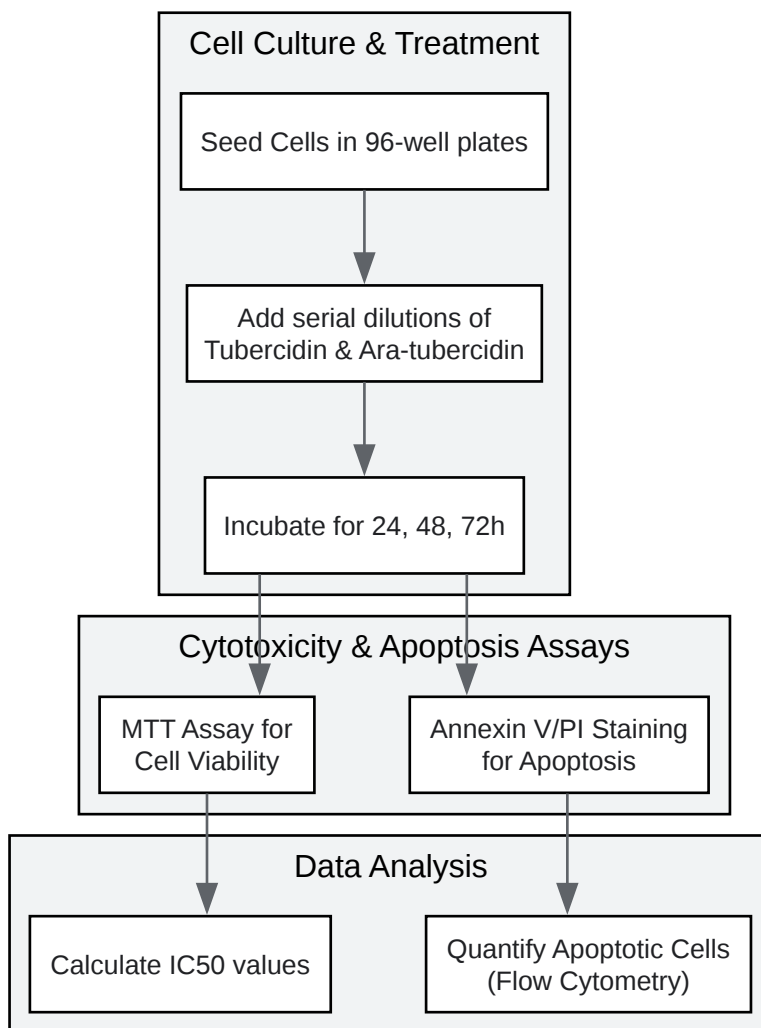 Cell Culture & Treatment
Seed Cells in 96-well plates
Add serial dilutions of
Tubercidin & Ara-tubercidin
Incubate for 24, 48, 72h
Cytotoxicity & Apoptosis Assays
MTT Assay for
Cell Viability
Annexin V/PI Staining
for Apoptosis
Data Analysis
Calculate IC50 values
Quantify Apoptotic Cells
(Flow Cytometry)